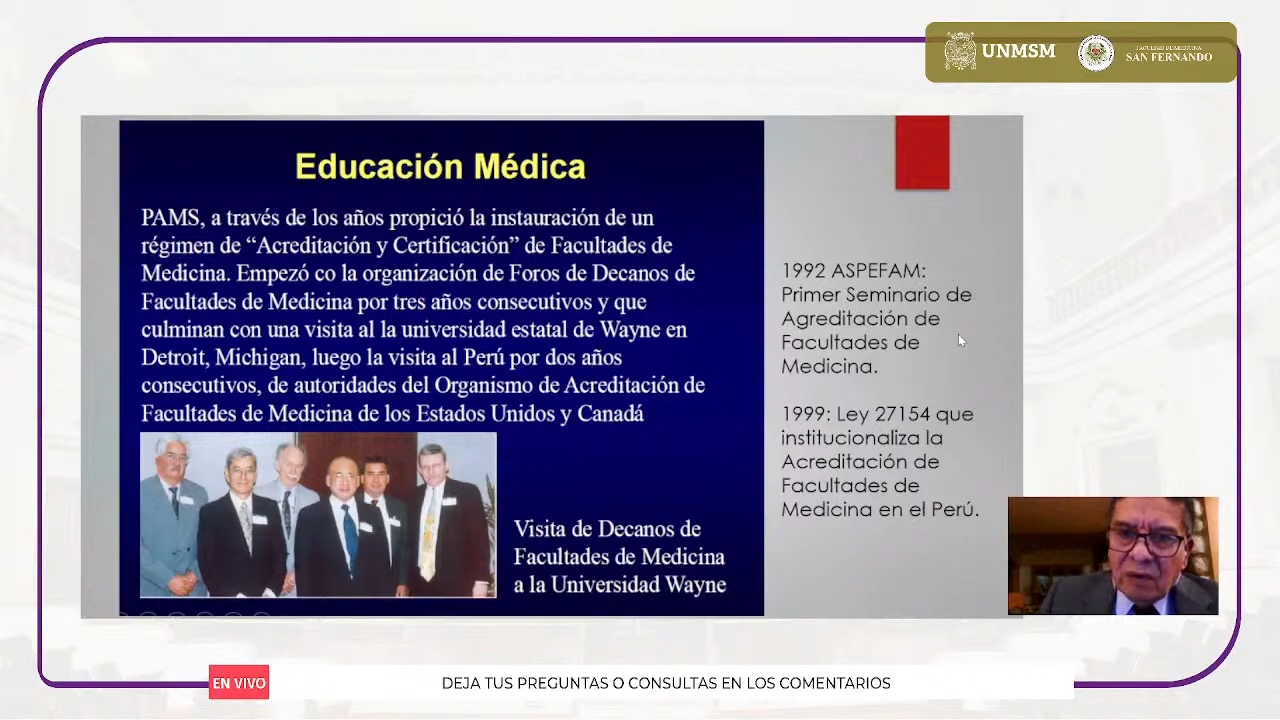 UNMSM
FACULTAD DE MEDICINA
SAN FERNANDO
Educación Médica
PAMS, a través de los años propició la instauración de un
régimen de “Acreditación y Certificación” de Facultades de
Medicina. Empezó co la organización de Foros de Decanos de
Facultades de Medicina por tres años consecutivos y que
culminan con una visita al la universidad estatal de Wayne en
Detroit, Michigan, luego la visita al Perú por dos años
consecutivos, de autoridades del Organismo de Acreditación de
Facultades de Medicina de los Estados Unidos y Canadá
Visita de Decanos de
Facultades de Medicina
a la Universidad Wayne
1992 ASPEFAM:
Primer Seminario de
Agreditación de
Facultades de
Medicina.
1999: Ley 27154 que
institucionaliza la
Acreditación de
Facultades de
Medicina en el Perú.
EN VIVO
DEJA TUS PREGUNTAS O CONSULTAS EN LOS COMENTARIOS